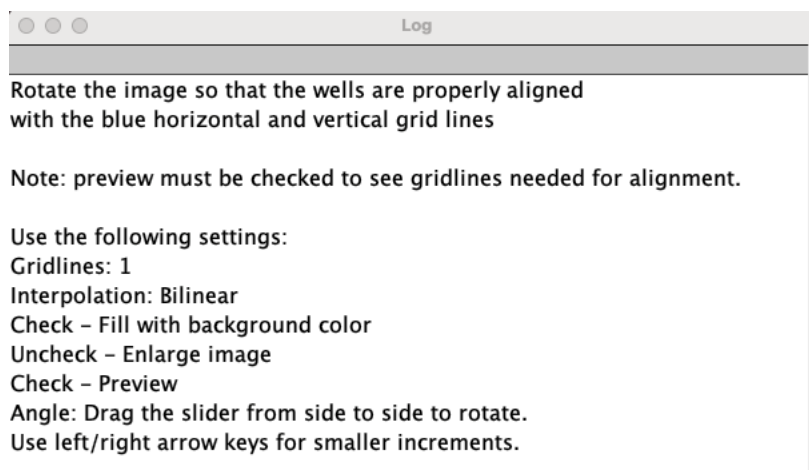 Log
Rotate the image so that the wells are properly aligned
with the blue horizontal and vertical grid lines
Note: preview must be checked to see gridlines needed for alignment.
Use the following settings:
Gridlines: 1
Interpolation: Bilinear
Check – Fill with background color
Uncheck – Enlarge image
Check – Preview
Angle: Drag the slider from side to side to rotate.
Use left/right arrow keys for smaller increments.